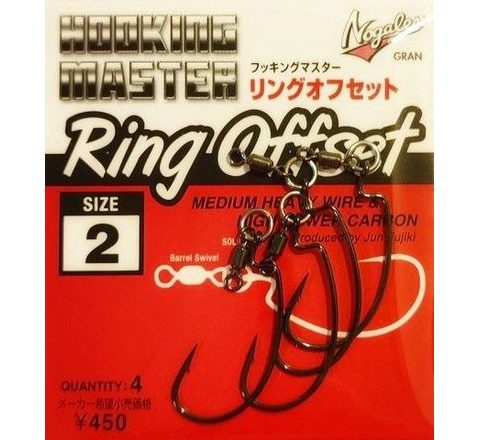 HOOKING
MASTER
Nogales
GRAN
フッキングマスター
リングオフセット
Ring Offset
SIZE
2
MEDIUM HEAVY WIRE &
CARBON
Produced by Jun Fujiki
Barrel Swivel
QUANTITY: 4
メーカー希望小売価格
¥450